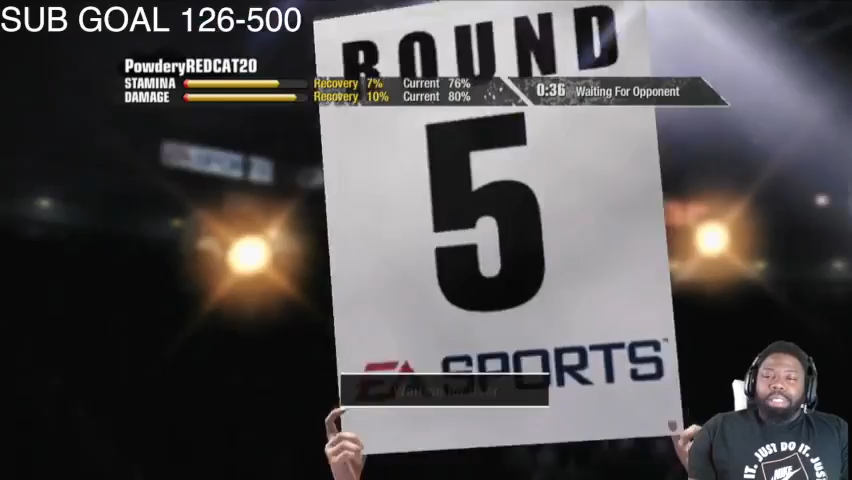 SUB GOAL 126-500
ROUND
PowderyREDCAT20
STAMINA Recovery 7% Current 76%
DAMAGE Recovery 10% Current 80%
0:36 Waiting For Opponent
5
EA SPORTS
JUST DO IT.
NIKE